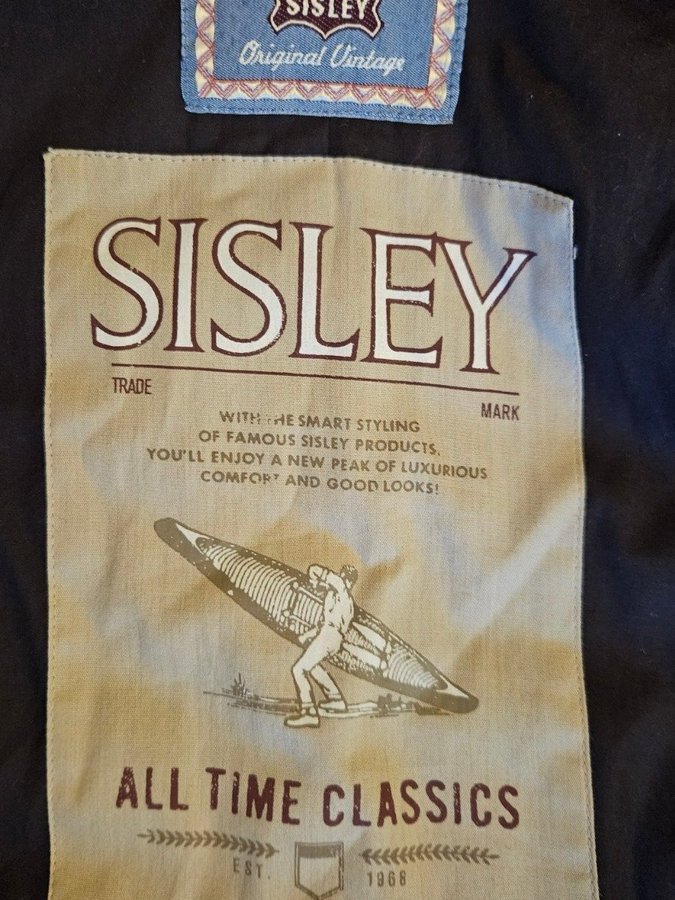 SISLEY
Original Vintage
SISLEY
TRADE MARK
WITH THE SMART STYLING
OF FAMOUS SISLEY PRODUCTS,
YOU'LL ENJOY A NEW PEAK OF LUXURIOUS
COMFORT AND GOOD LOOKS!
ALL TIME CLASSICS
EST. 1968